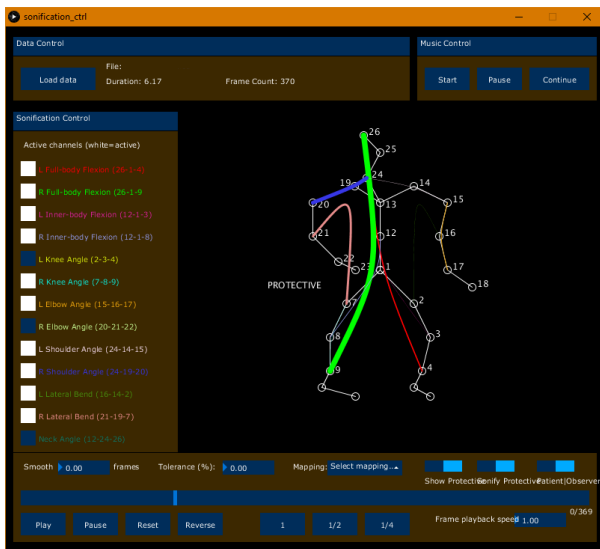 sonification_ctrl
Data Control
Music Control
File:
Load data
Duration: 6.17
Frame Count: 370
Start
Pause
Continue
Sonification Control
Active channels (white=active)
L Full-body Flexion (26-1-4)
R Full-body Flexion (26-1-9
L Inner-body Flexion (12-1-3)
R Inner-body Flexion (12-1-8)
L Knee Angle (2-3-4)
R Knee Angle (7-8-9)
L Elbow Angle (15-16-17)
R Elbow Angle (20-21-22)
L Shoulder Angle (24-14-15)
R Shoulder Angle (24-19-20)
L Lateral Bend (16-14-2)
R Lateral Bend (21-19-7)
Neck Angle (12-24-26)
26
25
24
19
14
20
13
15
21
12
16
22
23
1
17
18
PROTECTIVE
7
2
8
3
9
4
Smooth 0.00 frames
Tolerance (%): 0.00
Mapping: Select mapping...
Show Protective
Sonify Protective
Patient|Observer
0/369
Play
Pause
Reset
Reverse
1
1/2
1/4
Frame playback speed 1.00